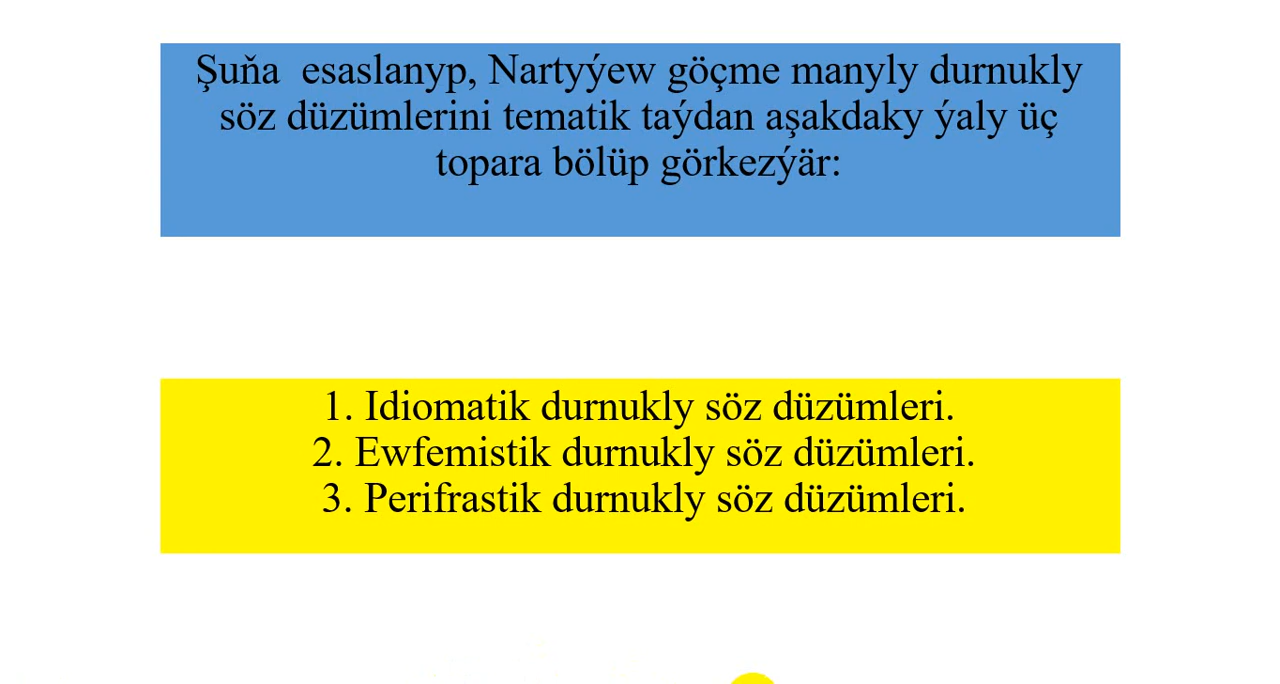 Şuňa  esaslanyp, Nartyýew göçme manyly durnukly
söz düzümlerini tematik taýdan aşakdaky ýaly üç
topara bölüp görkezýär:
1. Idiomatik durnukly söz düzümleri.
2. Ewfemistik durnukly söz düzümleri.
3. Perifrastik durnukly söz düzümleri.